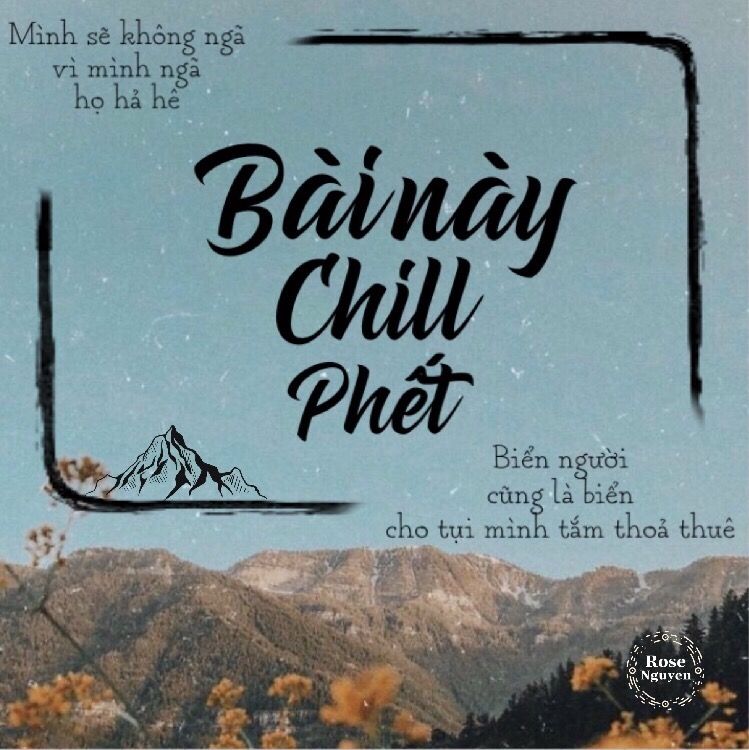 Mình sẽ không ngã
vì mình ngã
họ hả hê
Bài này
Chill
Phết
Biển người
cũng là biển
cho tụi mình tắm thoả thuê
Rose
Nguyen